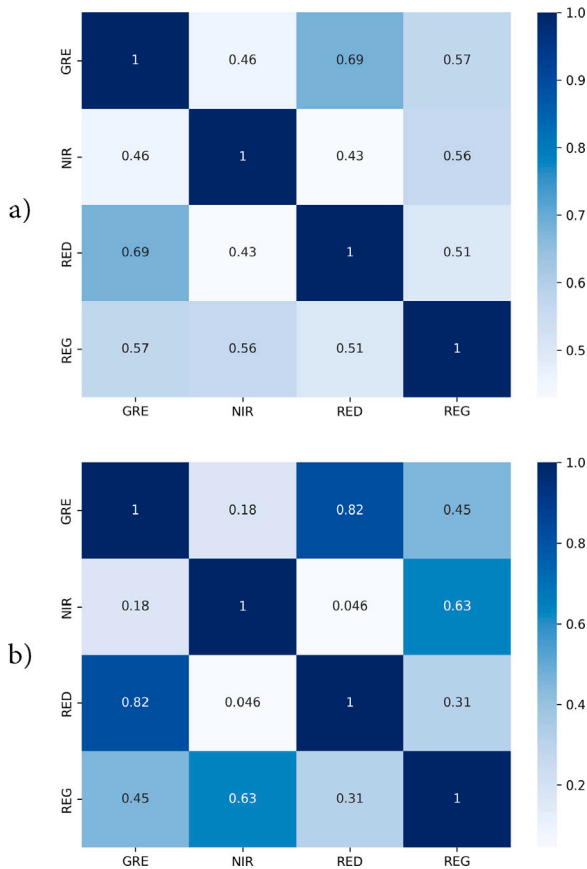 a)
GRE 1 0.46 0.69 0.57
NIR 0.46 1 0.43 0.56
RED 0.69 0.43 1 0.51
REG 0.57 0.56 0.51 1
GRE NIR RED REG
1.0
0.9
0.8
0.7
0.6
0.5
b)
GRE 1 0.18 0.82 0.45
NIR 0.18 1 0.046 0.63
RED 0.82 0.046 1 0.31
REG 0.45 0.63 0.31 1
GRE NIR RED REG
1.0
0.8
0.6
0.4
0.2